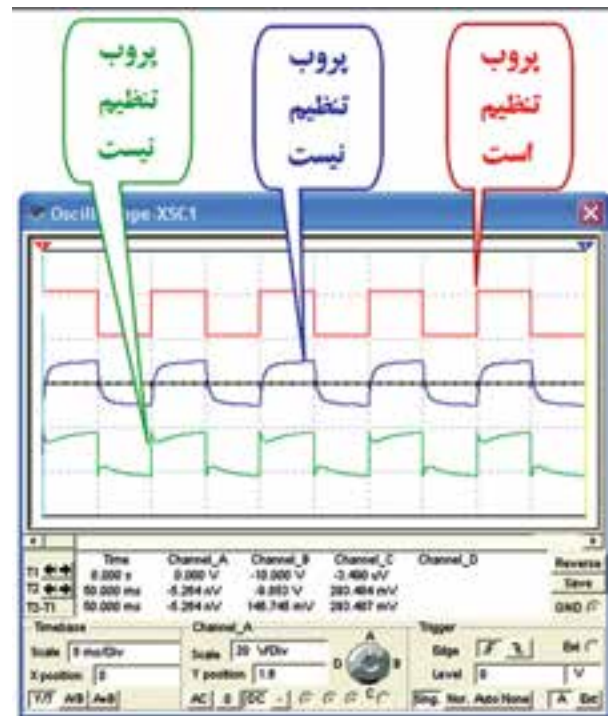 پروب
تنظیم
است
پروب
تنظیم
نیست
پروب
تنظیم
نیست
XSC1
Time Channel_A Channel_B Channel_C Channel_D
T1 0.000 s 0.000 V -10.000 V
T2 50.000 ms
T2-T1 50.000 ms
Reverse
Save
GND
Timebase
Scale ms/Div
X position 0
Y/T A/B B/A
Channel_A
Scale 20 V/Div
Y position 1.8
AC 0 DC -
A
B
C
D
Trigger
Edge Ext
Level 0 V
Sing. Nor. Auto None A Ext